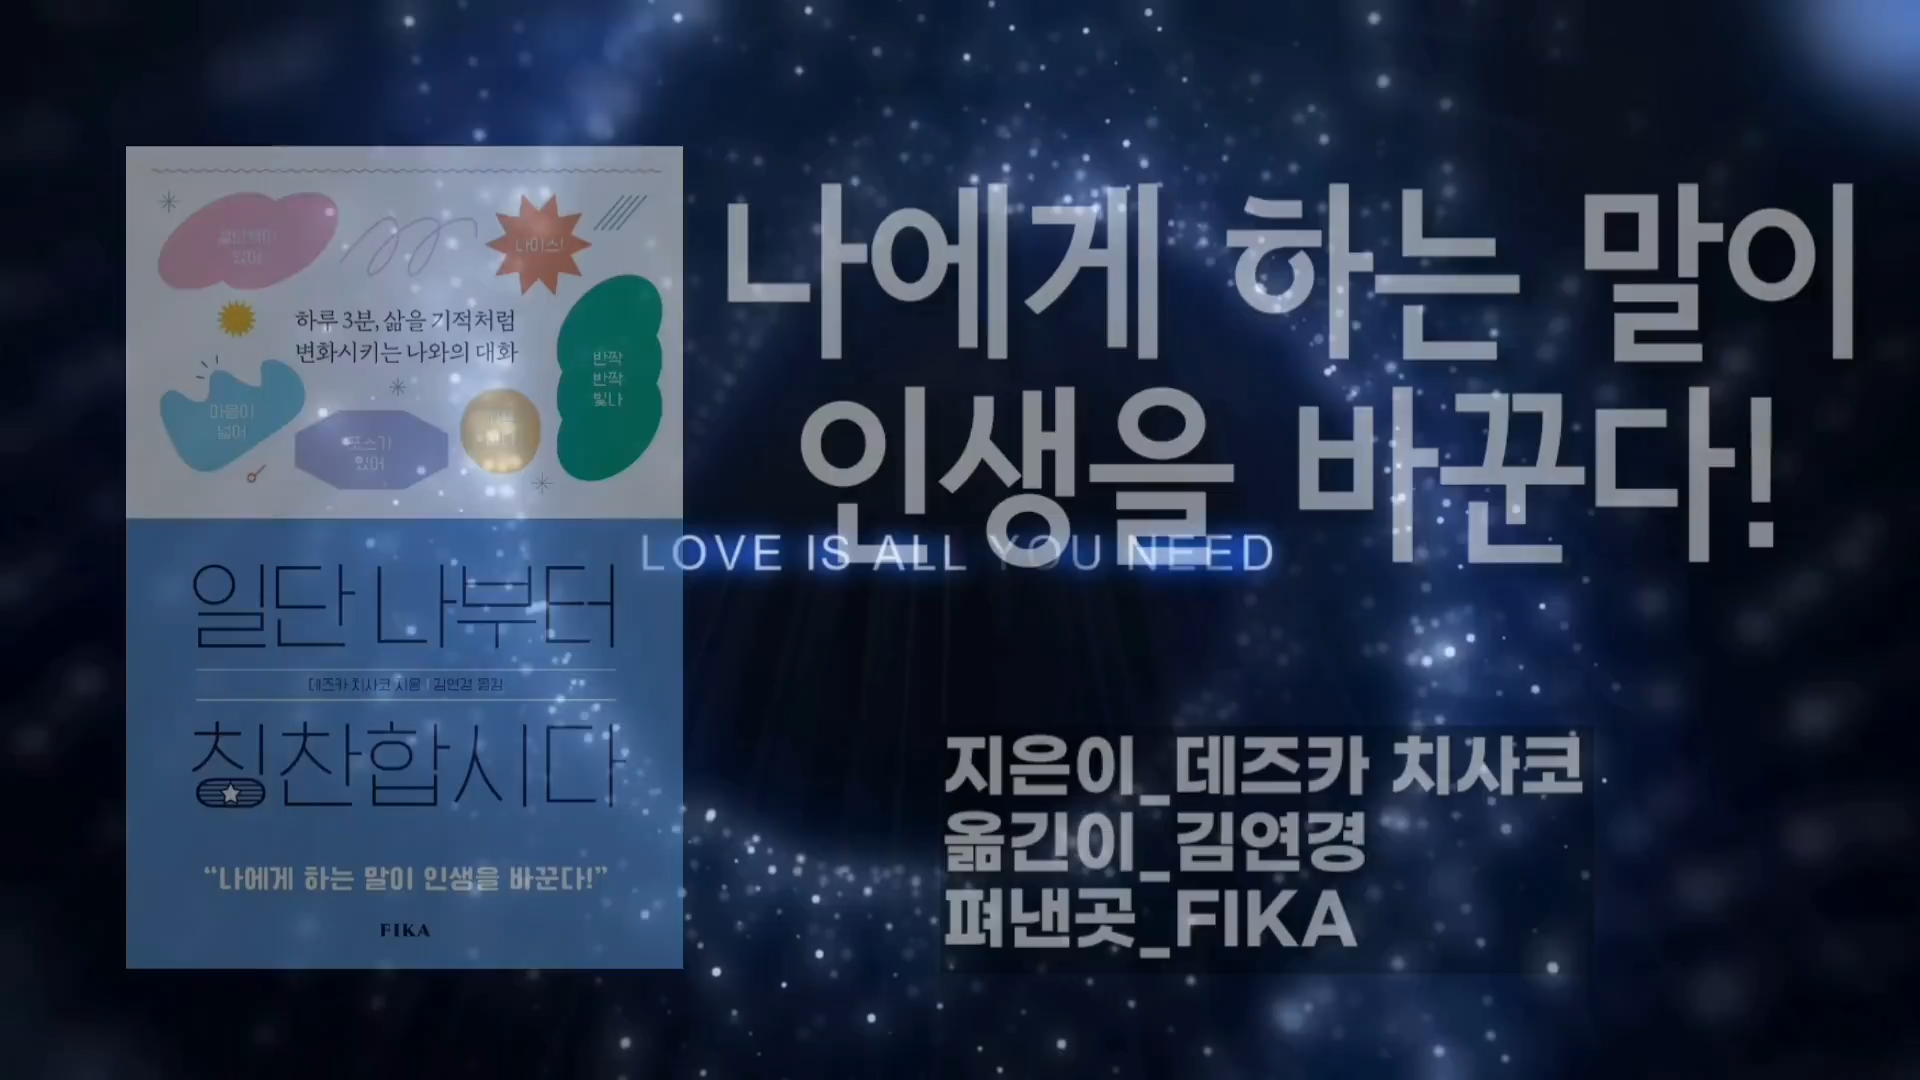 나이스!
하루 3분, 삶을 기적처럼
변화시키는 나와의 대화
반짝
반짝
빛나
마음이
넓어
포스가
있어
일단 나부터
데즈카 치사코 지음 | 김연경 옮김
칭찬합시다
“나에게 하는 말이 인생을 바꾼다!”
FIKA
나에게 하는 말이
인생을 바꾼다!
LOVE IS ALL YOU NEED
지은이_데즈카 치사코
옮긴이_김연경
펴낸곳_FIKA